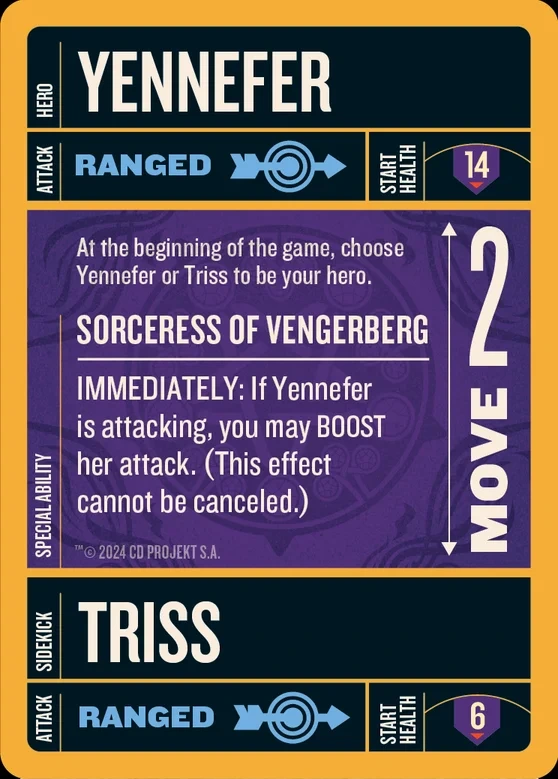 HERO
YENNEFER
ATTACK
RANGED
START
HEALTH
14
At the beginning of the game, choose
Yennefer or Triss to be your hero.
SORCERESS OF VENGERBERG
IMMEDIATELY: If Yennefer
is attacking, you may BOOST
her attack. (This effect
cannot be canceled.)
SPECIAL ABILITY
™© 2024 CD PROJEKT S.A.
MOVE 2
SIDEKICK
TRISS
ATTACK
RANGED
START
HEALTH
6